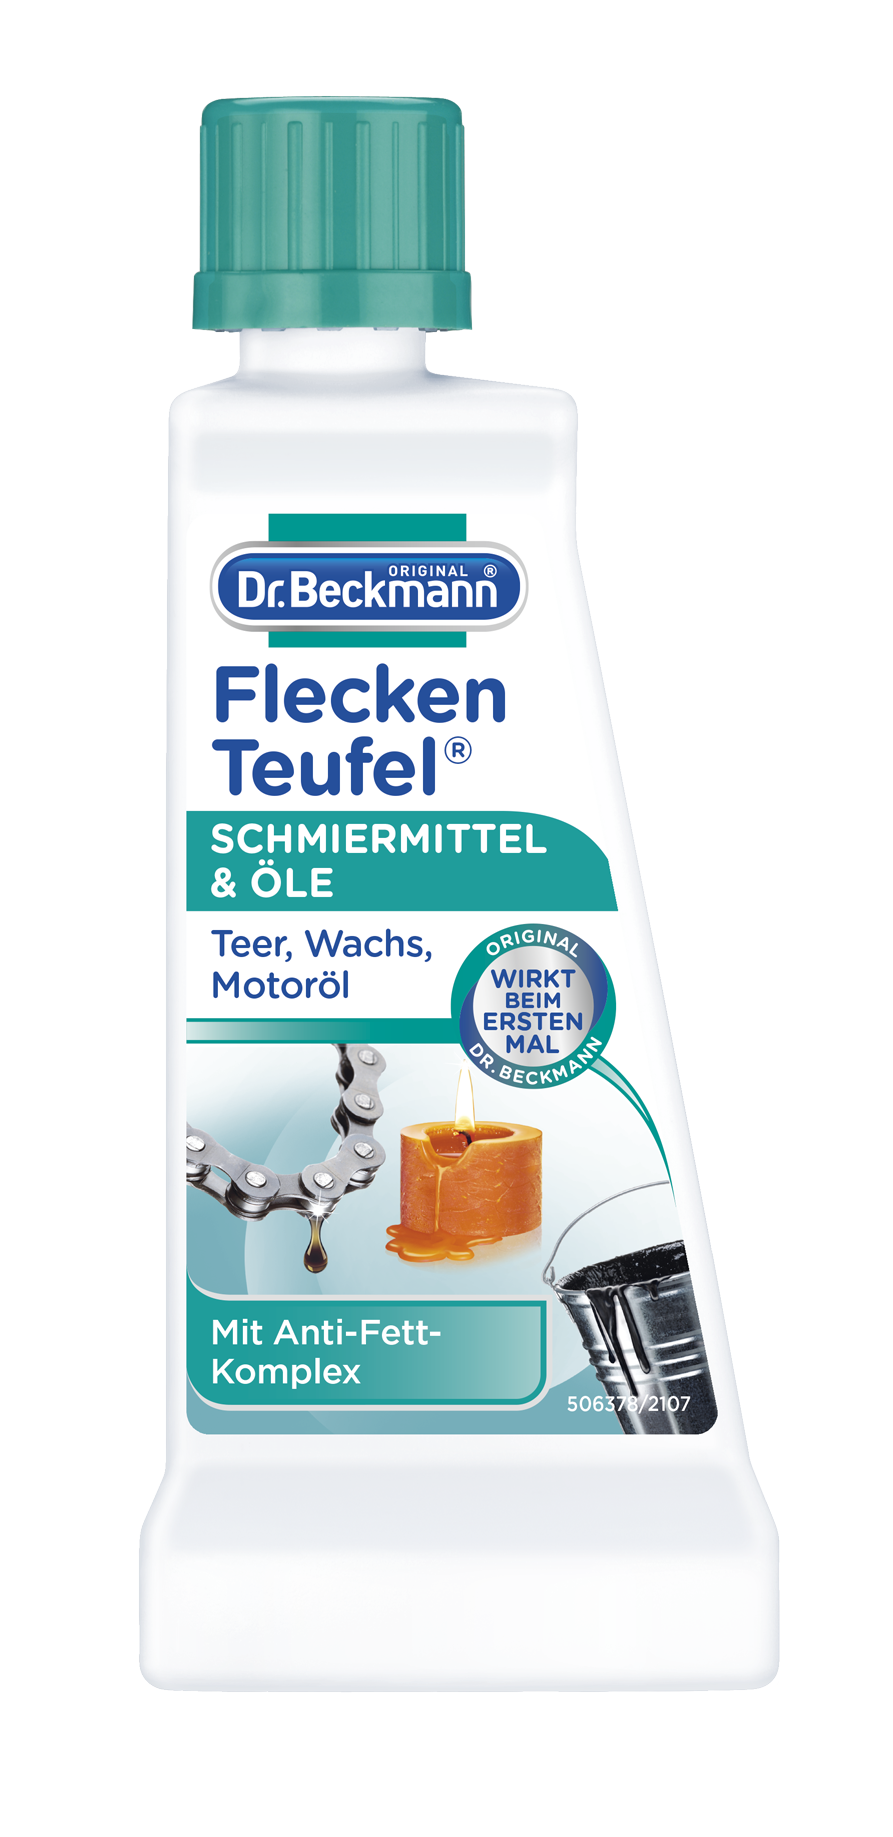 ORIGINAL ®
Dr.Beckmann
Flecken
Teufel®
SCHMIERMITTEL
& ÖLE
Teer, Wachs,
Motoröl
ORIGINAL
WIRKT
BEIM
ERSTEN
MAL
DR. BECKMANN
Mit Anti-Fett-
Komplex
506378/2107